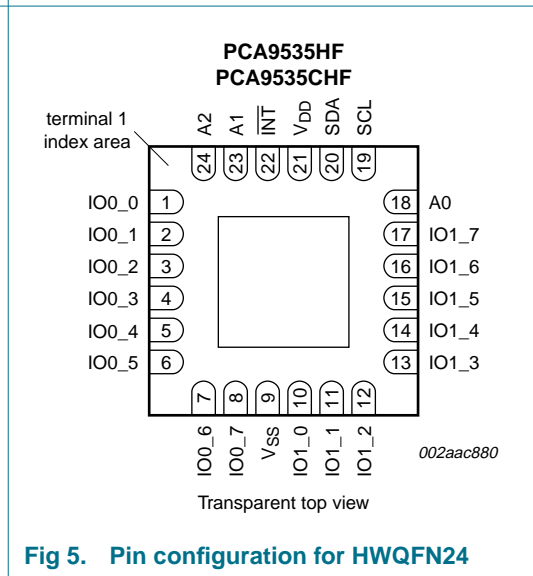 PCA9535HF
PCA9535CHF
terminal 1
index area
A2
A1
INT
VDD
SDA
SCL
24
23
22
21
20
19
IO0_0 1
IO0_1 2
IO0_2 3
IO0_3 4
IO0_4 5
IO0_5 6
18 A0
17 IO1_7
16 IO1_6
15 IO1_5
14 IO1_4
13 IO1_3
7
8
9
10
11
12
IO0_6
IO0_7
VSS
IO1_0
IO1_1
IO1_2
002aac880
Transparent top view
Fig 5. Pin configuration for HWQFN24